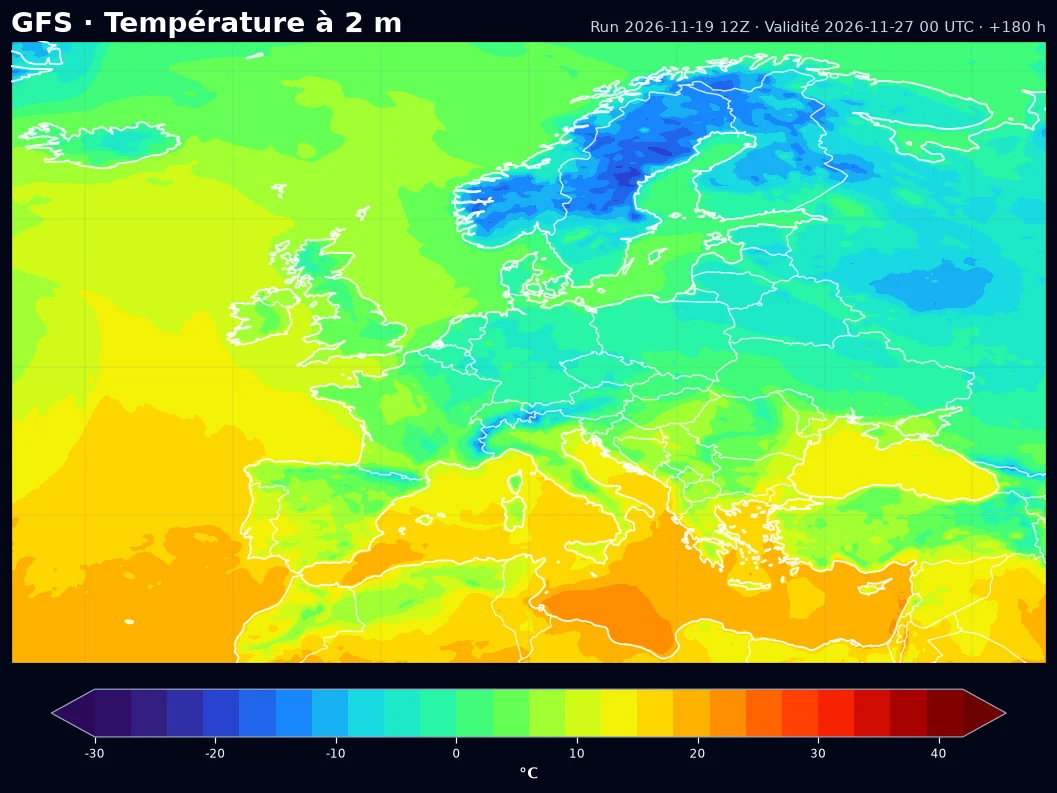 GFS · Température à 2 m
Run 2026-11-19 12Z · Validité 2026-11-27 00 UTC · +180 h
-30 -20 -10 0 10 20 30 40
°C